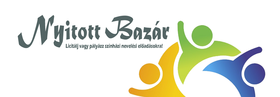 Nyitott Bazár
Licitálj vagy pályázz színházi nevelési előadásokra!